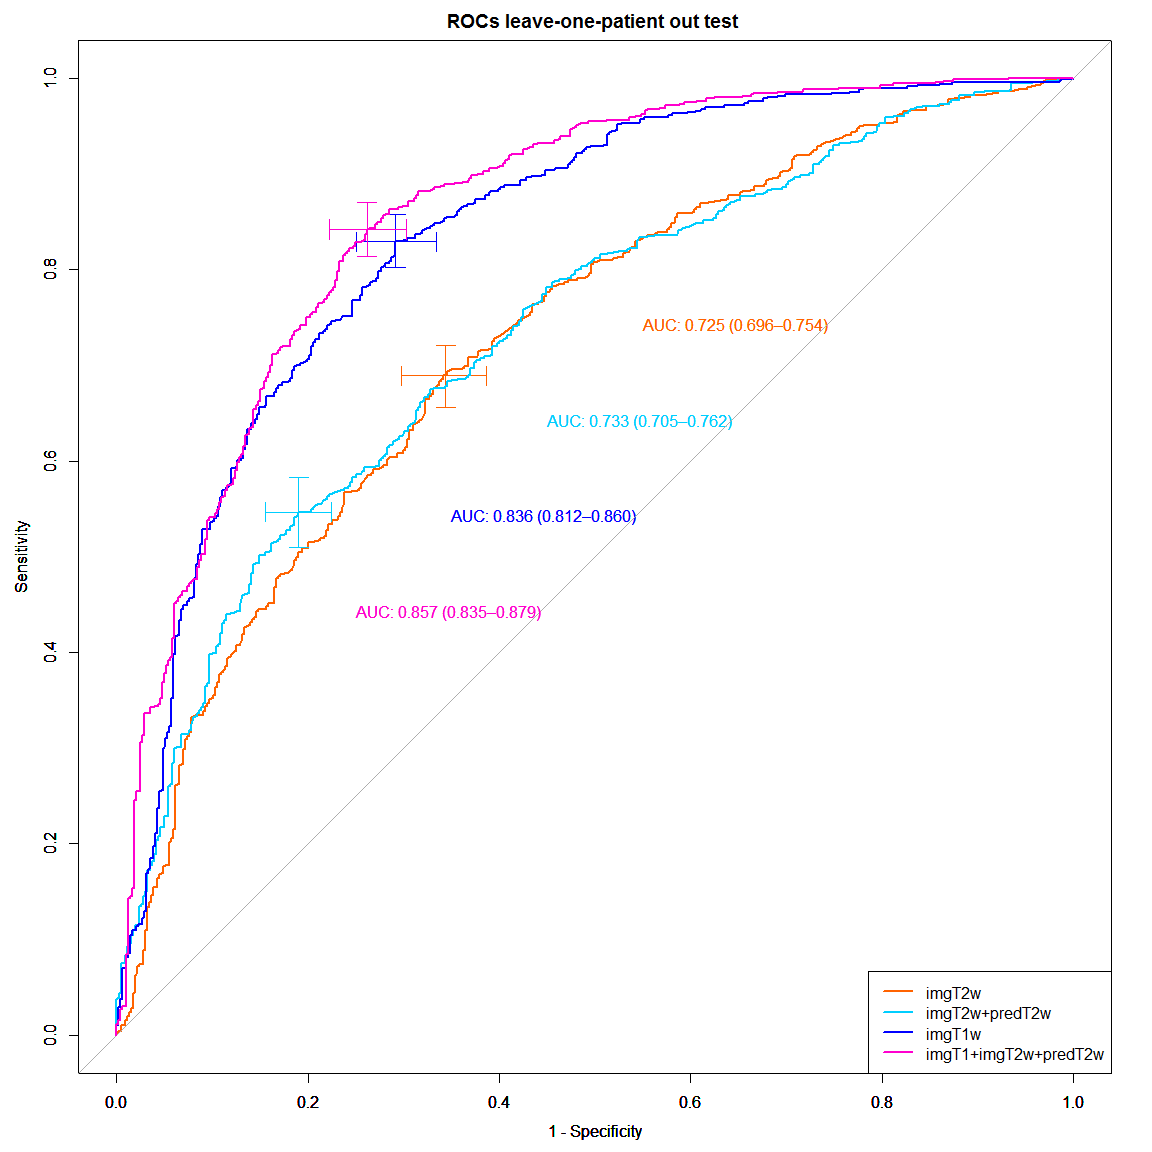 ROCs leave-one-patient out test
1.0
0.8
0.6
0.4
0.2
0.0
Sensitivity
AUC: 0.725 (0.696–0.754)
AUC: 0.733 (0.705–0.762)
AUC: 0.836 (0.812–0.860)
AUC: 0.857 (0.835–0.879)
imgT2w
imgT2w+predT2w
imgT1w
imgT1+imgT2w+predT2w
0.0 0.2 0.4 0.6 0.8 1.0
1 - Specificity